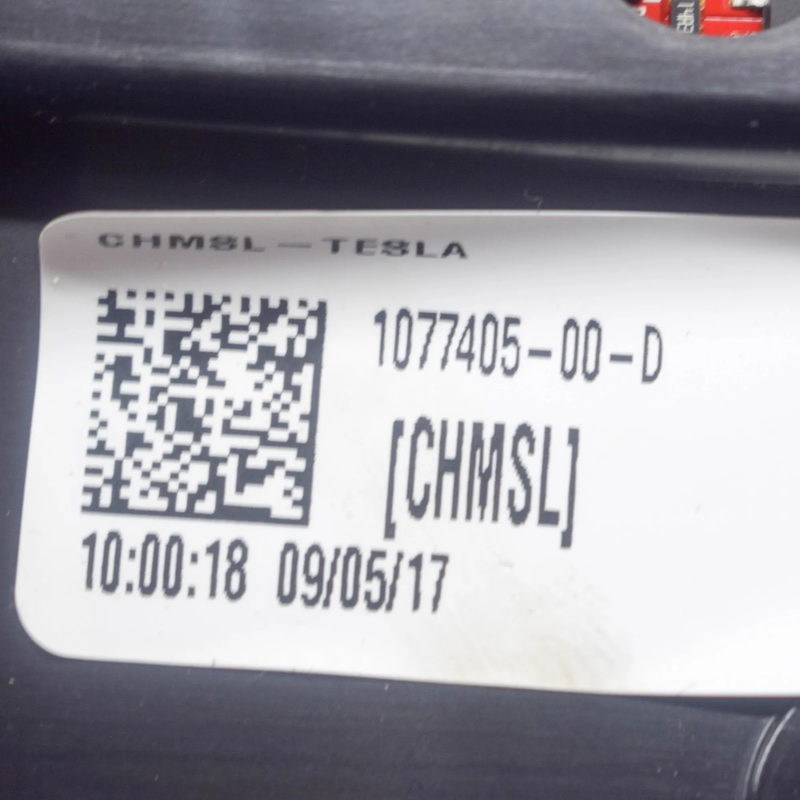 CHMSL - TESLA
1077405-00-D
[CHMSL]
10:00:18 09/05/17